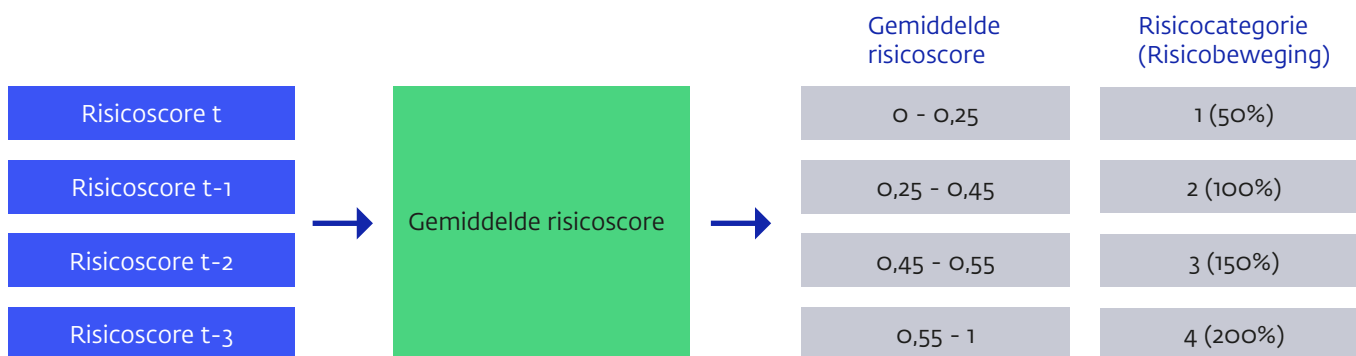 Gemiddelde
risicoscore
Risicocategorie
(Risicobeweging)
Risicoscore t
0 - 0,25
1 (50%)
Risicoscore t-1
0,25 - 0,45
2 (100%)
Gemiddelde risicoscore
Risicoscore t-2
0,45 - 0,55
3 (150%)
Risicoscore t-3
0,55 - 1
4 (200%)